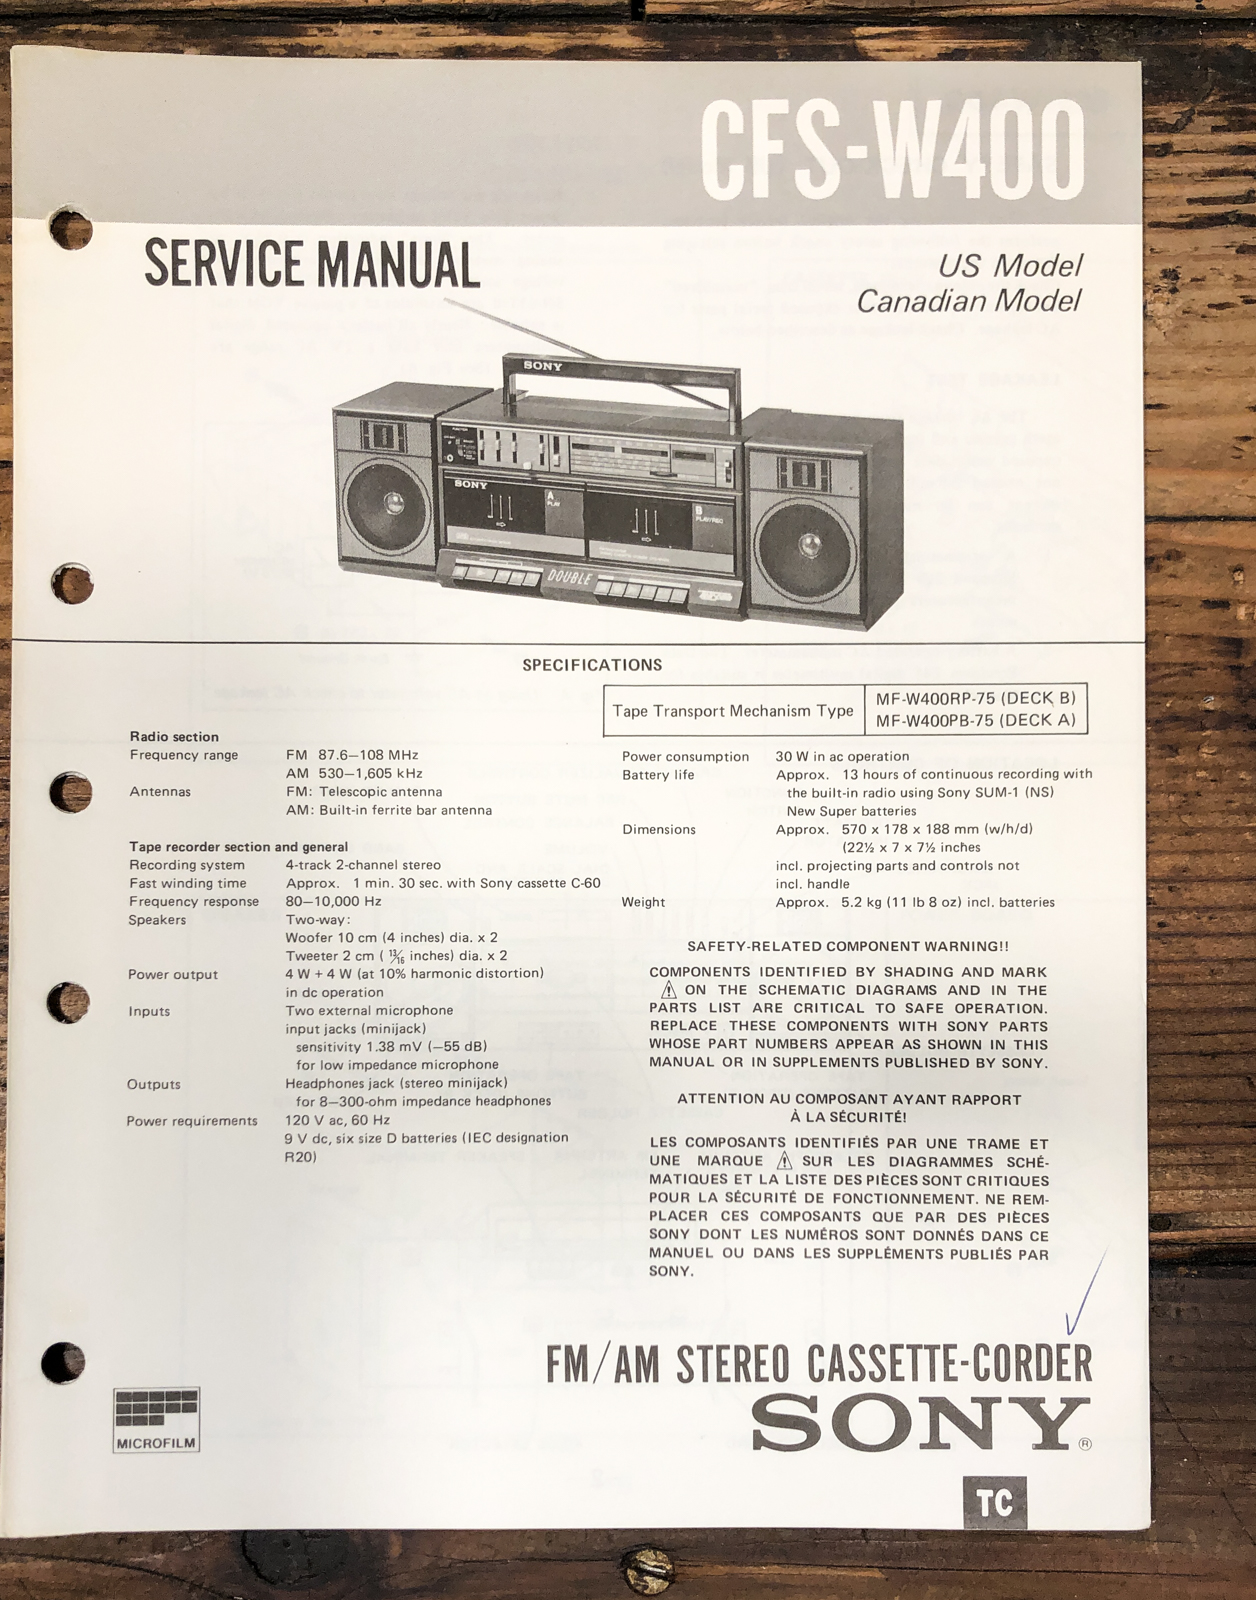 CFS-W400
SERVICE MANUAL
US Model
Canadian Model
SONY
SONY
A
PLAY
B
PLAY/REC
DOUBLE
SPECIFICATIONS
Tape Transport Mechanism Type
MF-W400RP-75 (DECK B)
MF-W400PB-75 (DECK A)
Radio section
Frequency range FM 87.6–108 MHz
AM 530–1,605 kHz
Antennas FM: Telescopic antenna
AM: Built-in ferrite bar antenna
Tape recorder section and general
Recording system 4-track 2-channel stereo
Fast winding time Approx. 1 min. 30 sec. with Sony cassette C-60
Frequency response 80–10,000 Hz
Speakers Two-way:
Woofer 10 cm (4 inches) dia. x 2
Tweeter 2 cm ( 13/16 inches) dia. x 2
Power output 4 W + 4 W (at 10% harmonic distortion)
in dc operation
Inputs Two external microphone
input jacks (minijack)
sensitivity 1.38 mV (–55 dB)
for low impedance microphone
Outputs Headphones jack (stereo minijack)
for 8–300-ohm impedance headphones
Power requirements 120 V ac, 60 Hz
9 V dc, six size D batteries (IEC designation
R20)
Power consumption 30 W in ac operation
Battery life Approx. 13 hours of continuous recording with
the built-in radio using Sony SUM-1 (NS)
New Super batteries
Dimensions Approx. 570 x 178 x 188 mm (w/h/d)
(22½ x 7 x 7½ inches
incl. projecting parts and controls not
incl. handle
Weight Approx. 5.2 kg (11 lb 8 oz) incl. batteries
SAFETY-RELATED COMPONENT WARNING!!
COMPONENTS IDENTIFIED BY SHADING AND MARK
⚠ ON THE SCHEMATIC DIAGRAMS AND IN THE
PARTS LIST ARE CRITICAL TO SAFE OPERATION.
REPLACE THESE COMPONENTS WITH SONY PARTS
WHOSE PART NUMBERS APPEAR AS SHOWN IN THIS
MANUAL OR IN SUPPLEMENTS PUBLISHED BY SONY.
ATTENTION AU COMPOSANT AYANT RAPPORT
À LA SÉCURITÉ!
LES COMPOSANTS IDENTIFIÉS PAR UNE TRAME ET
UNE MARQUE ⚠ SUR LES DIAGRAMMES SCHÉ-
MATIQUES ET LA LISTE DES PIÈCES SONT CRITIQUES
POUR LA SÉCURITÉ DE FONCTIONNEMENT. NE REM-
PLACER CES COMPOSANTS QUE PAR DES PIÈCES
SONY DONT LES NUMÉROS SONT DONNÉS DANS CE
MANUEL OU DANS LES SUPPLÉMENTS PUBLIÉS PAR
SONY.
FM/AM STEREO CASSETTE-CORDER
SONY®
MICROFILM
TC